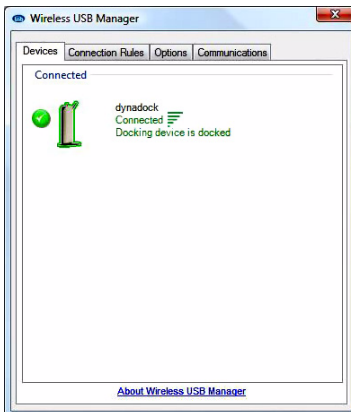 Wireless USB Manager
Devices Connection Rules Options Communications
Connected
dynadock
Connected
Docking device is docked
About Wireless USB Manager